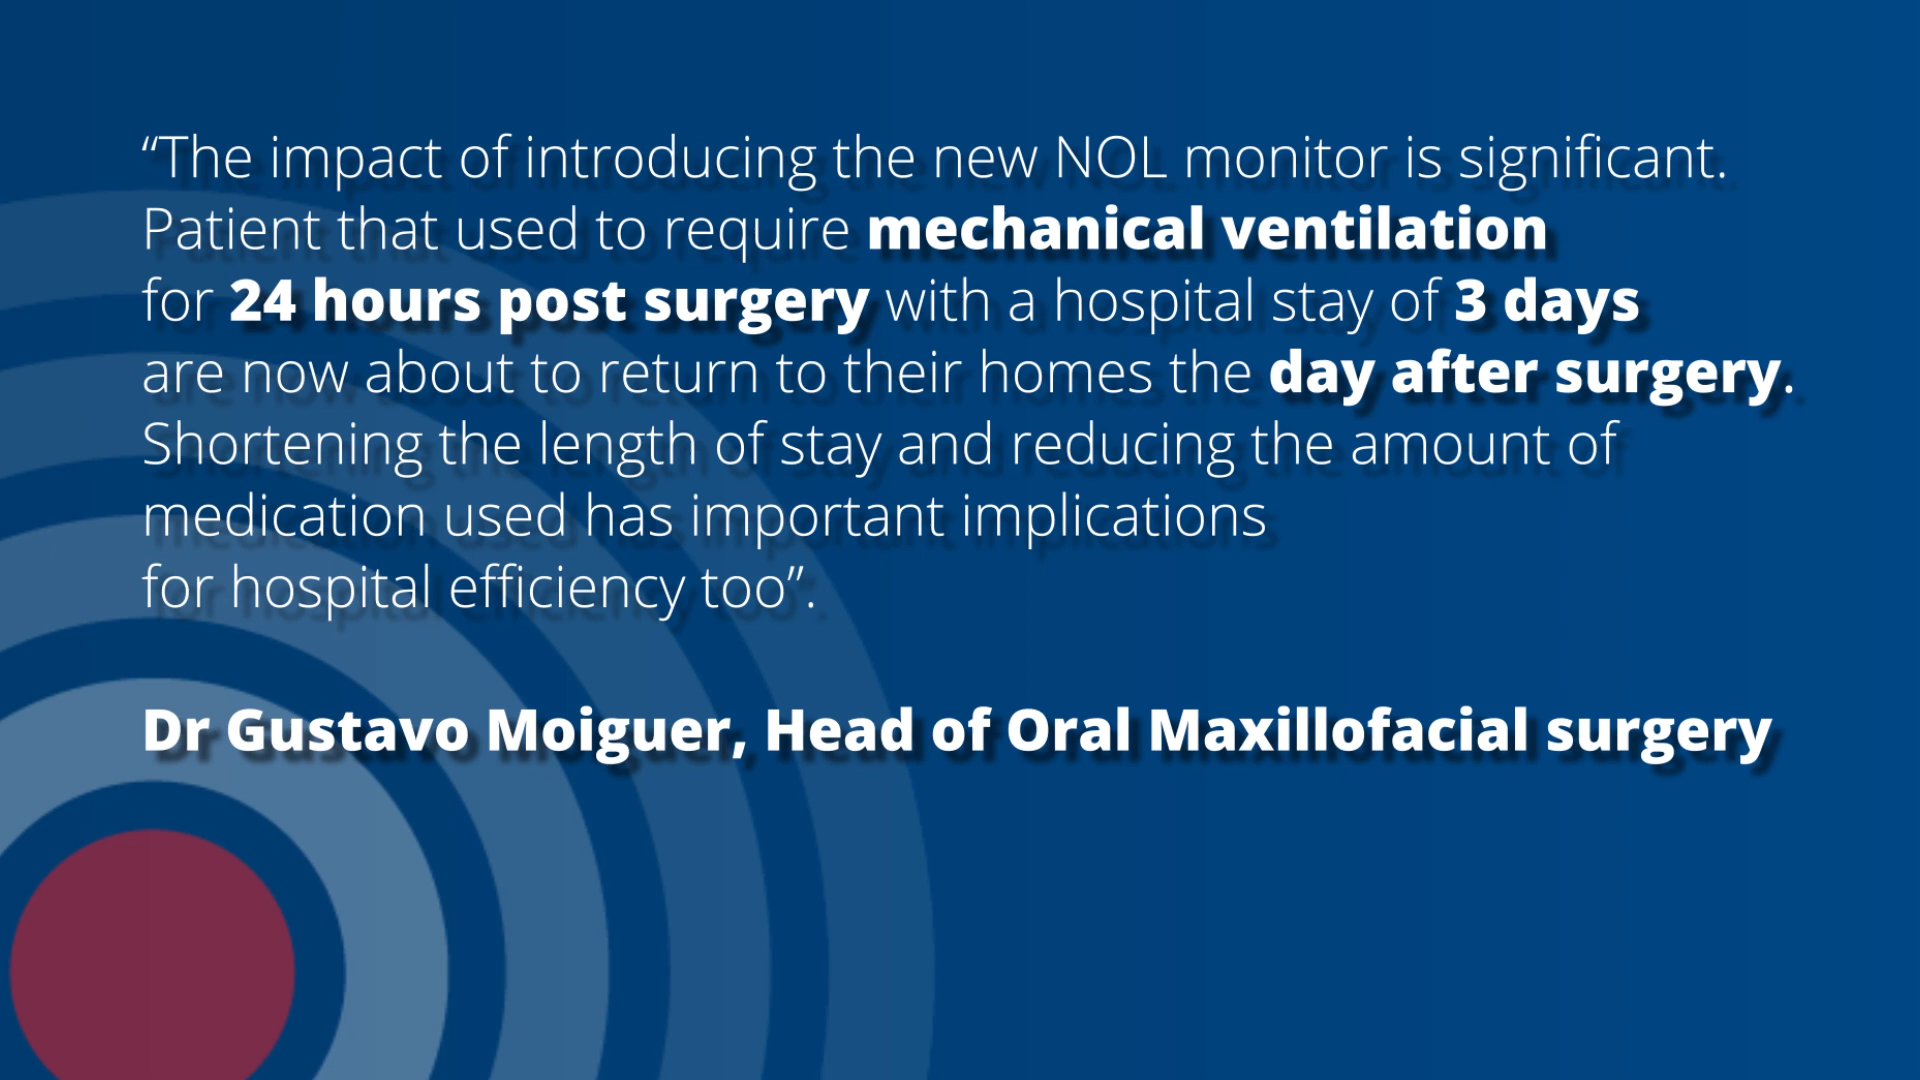 “The impact of introducing the new NOL monitor is significant.
Patient that used to require mechanical ventilation
for 24 hours post surgery with a hospital stay of 3 days
are now about to return to their homes the day after surgery.
Shortening the length of stay and reducing the amount of
medication used has important implications
for hospital efficiency too”.
Dr Gustavo Moiguer, Head of Oral Maxillofacial surgery